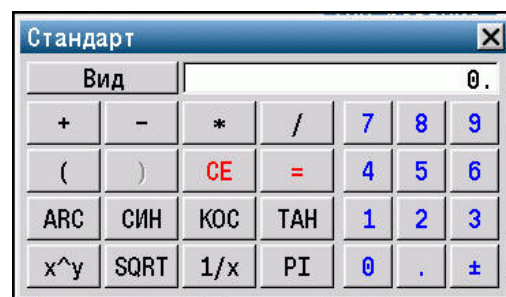 Стандарт
Вид 0.
+ - * / 7 8 9
( ) CE = 4 5 6
ARC СИН КОС ТАН 1 2 3
x^y SQRT 1/x PI 0 . ±